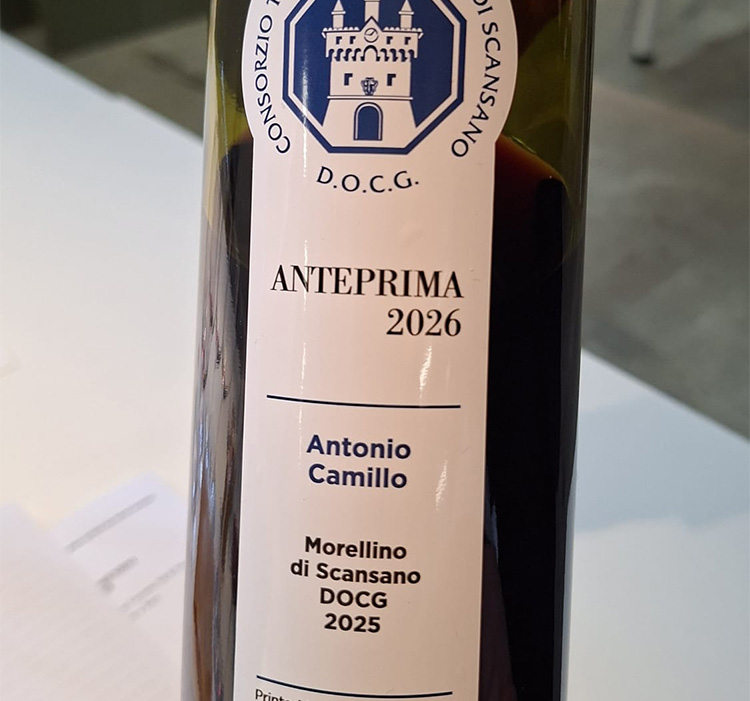 CONSORZIO
DI SCANSANO
D.O.C.G.
ANTEPRIMA
2026
Antonio
Camillo
Morellino
di Scansano
DOCG
2025